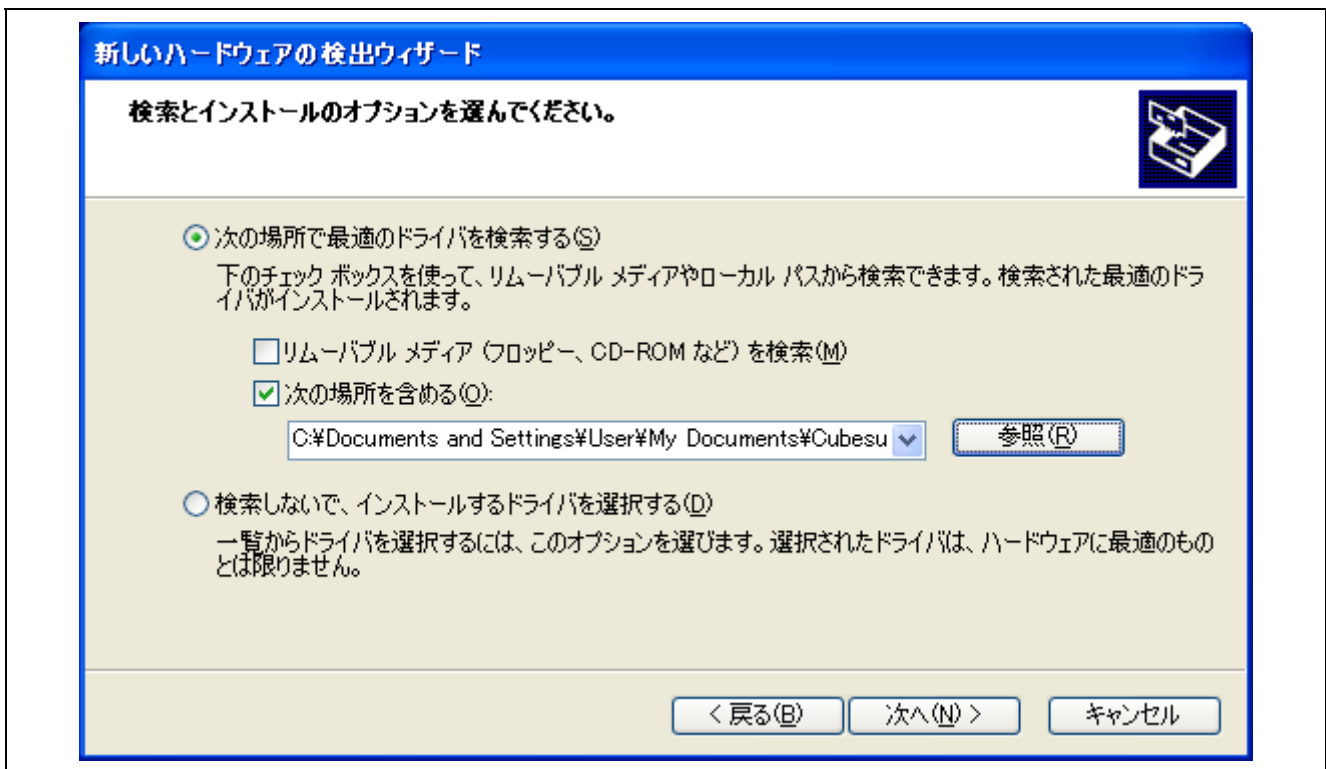 新しいハードウェアの検出ウィザード
検索とインストールのオプションを選んでください。
次の場所で最適のドライバを検索する(S)
下のチェック ボックスを使って、リムーバブル メディアやローカル パスから検索できます。検索された最適のドラ
イバがインストールされます。
リムーバブル メディア (フロッピー、CD-ROM など) を検索(M)
次の場所を含める(O):
C:¥Documents and Settings¥User¥My Documents¥Cubesu
参照(R)
検索しないで、インストールするドライバを選択する(D)
一覧からドライバを選択するには、このオプションを選びます。選択されたドライバは、ハードウェアに最適のもの
とは限りません。
< 戻る(B) 次へ(N) > キャンセル